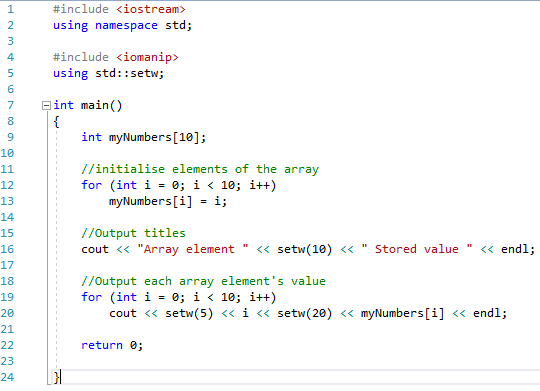 1 #include <iostream>
2 using namespace std;
3
4 #include <iomanip>
5 using std::setw;
6
7 int main()
8 {
9     int myNumbers[10];
10
11     //initialise elements of the array
12     for (int i = 0; i < 10; i++)
13         myNumbers[i] = i;
14
15     //Output titles
16     cout << "Array element " << setw(10) << " Stored value " << endl;
17
18     //Output each array element's value
19     for (int i = 0; i < 10; i++)
20         cout << setw(5) << i << setw(20) << myNumbers[i] << endl;
21
22     return 0;
23
24 }